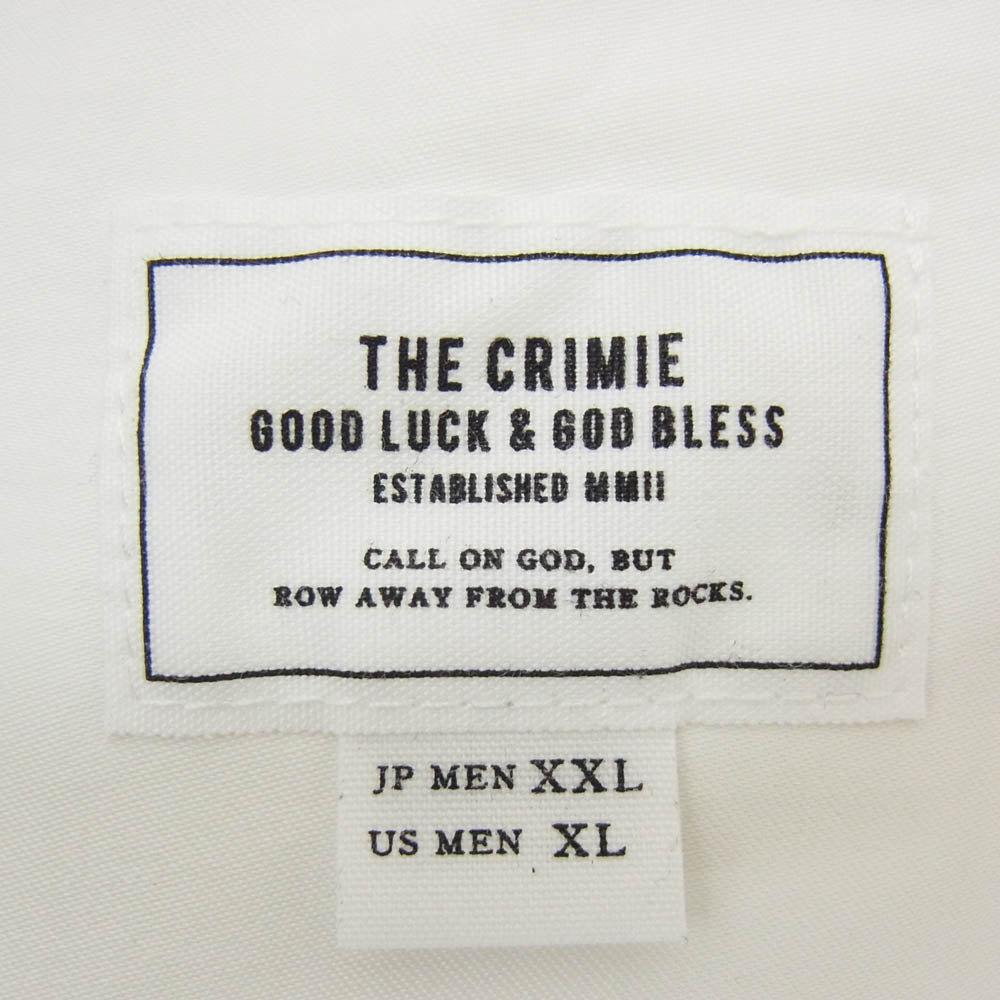 THE CRIMIE
GOOD LUCK & GOD BLESS
ESTABLISHED MMII
CALL ON GOD, BUT
ROW AWAY FROM THE ROCKS.
JP MEN XXL
US MEN XL